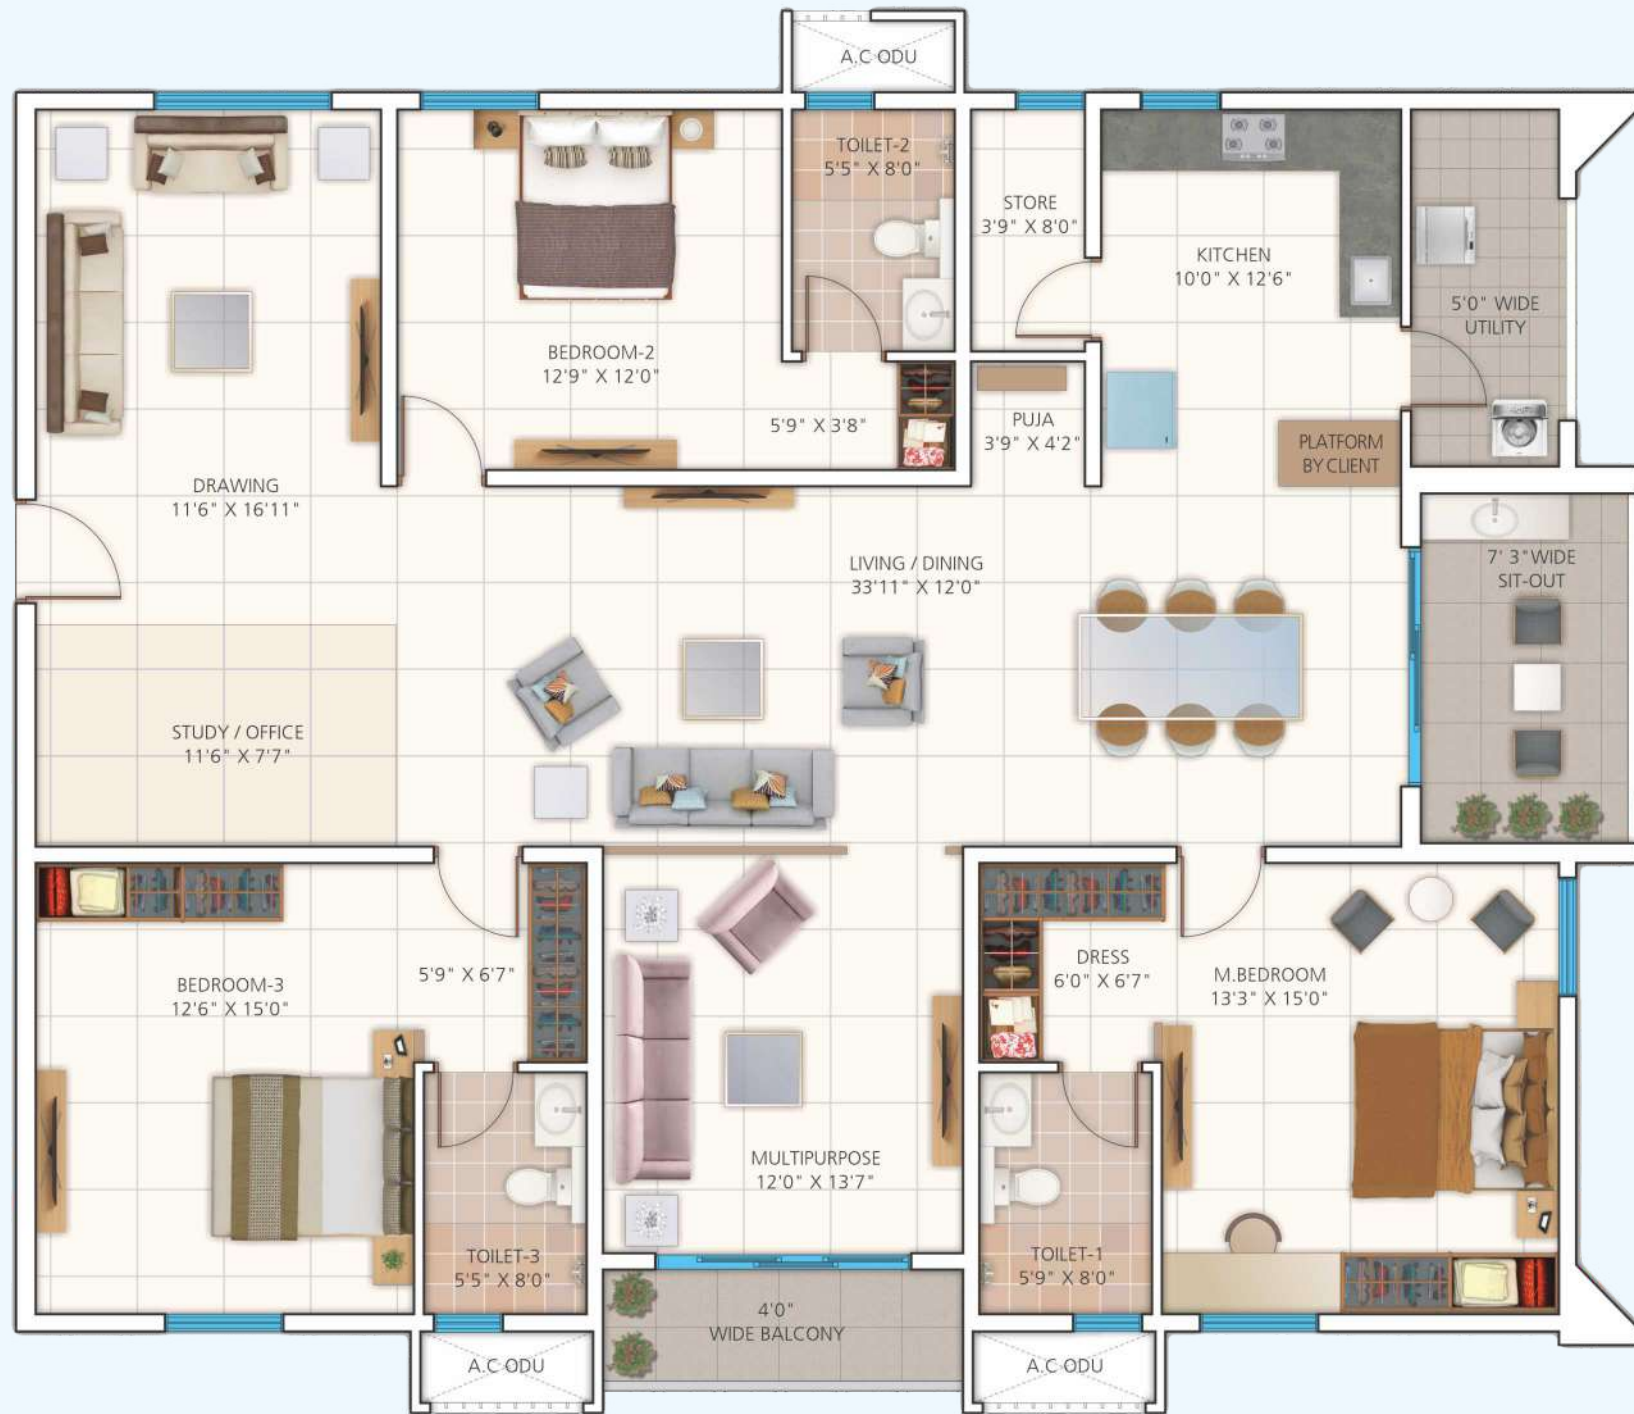 A.C ODU
TOILET-2
5'5" X 8'0"
STORE
3'9" X 8'0"
KITCHEN
10'0" X 12'6"
5'0" WIDE
UTILITY
BEDROOM-2
12'9" X 12'0"
5'9" X 3'8"
PUJA
3'9" X 4'2"
PLATFORM
BY CLIENT
DRAWING
11'6" X 16'11"
LIVING / DINING
33'11" X 12'0"
7' 3" WIDE
SIT-OUT
STUDY / OFFICE
11'6" X 7'7"
BEDROOM-3
12'6" X 15'0"
5'9" X 6'7"
DRESS
6'0" X 6'7"
M.BEDROOM
13'3" X 15'0"
MULTIPURPOSE
12'0" X 13'7"
TOILET-3
5'5" X 8'0"
TOILET-1
5'9" X 8'0"
4'0"
WIDE BALCONY
A.C ODU
A.C ODU